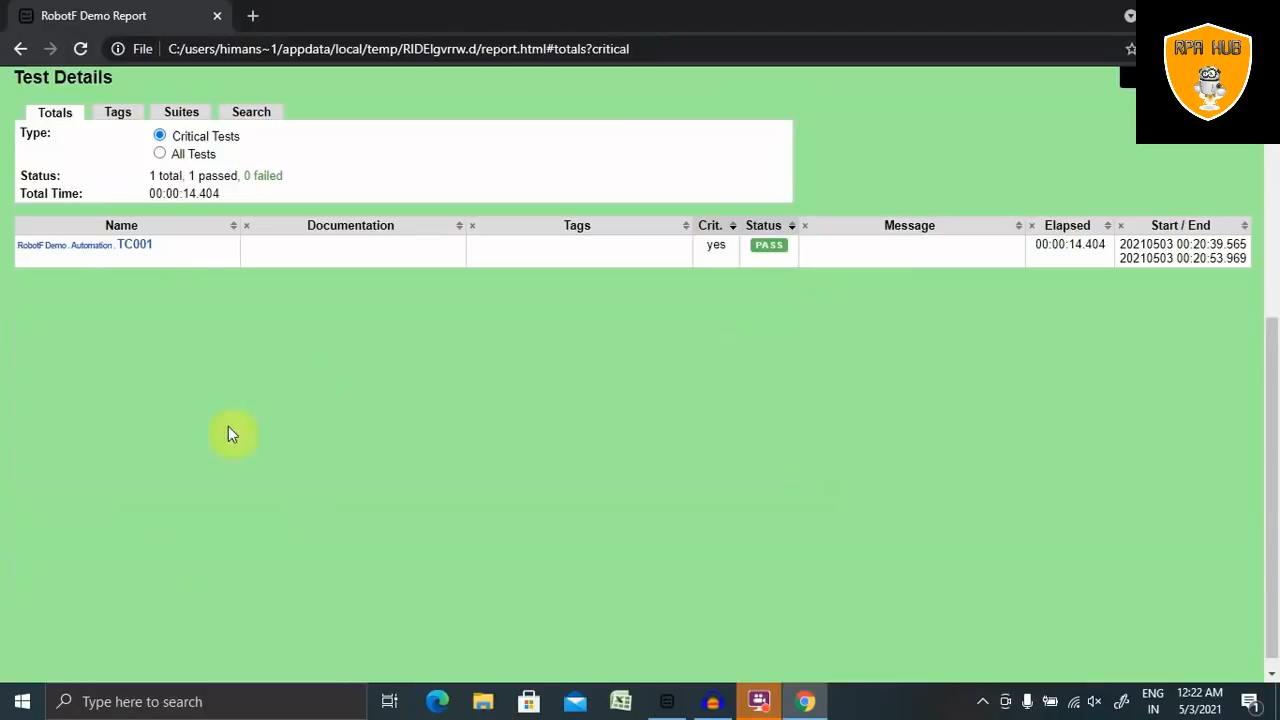 RobotF Demo Report
File C:/users/himans~1/appdata/local/temp/RIDElgvrrw.d/report.html#totals?critical
RPA HUB
Test Details
Totals Tags Suites Search
Type: Critical Tests
All Tests
Status: 1 total, 1 passed, 0 failed
Total Time: 00:00:14.404
Name × Documentation × Tags Crit. Status × Message × Elapsed × Start / End
RobotF Demo . Automation . TC001 yes PASS 00:00:14.404 20210503 00:20:39.565
20210503 00:20:53.969
Type here to search ENG 12:22 AM
IN 5/3/2021 1